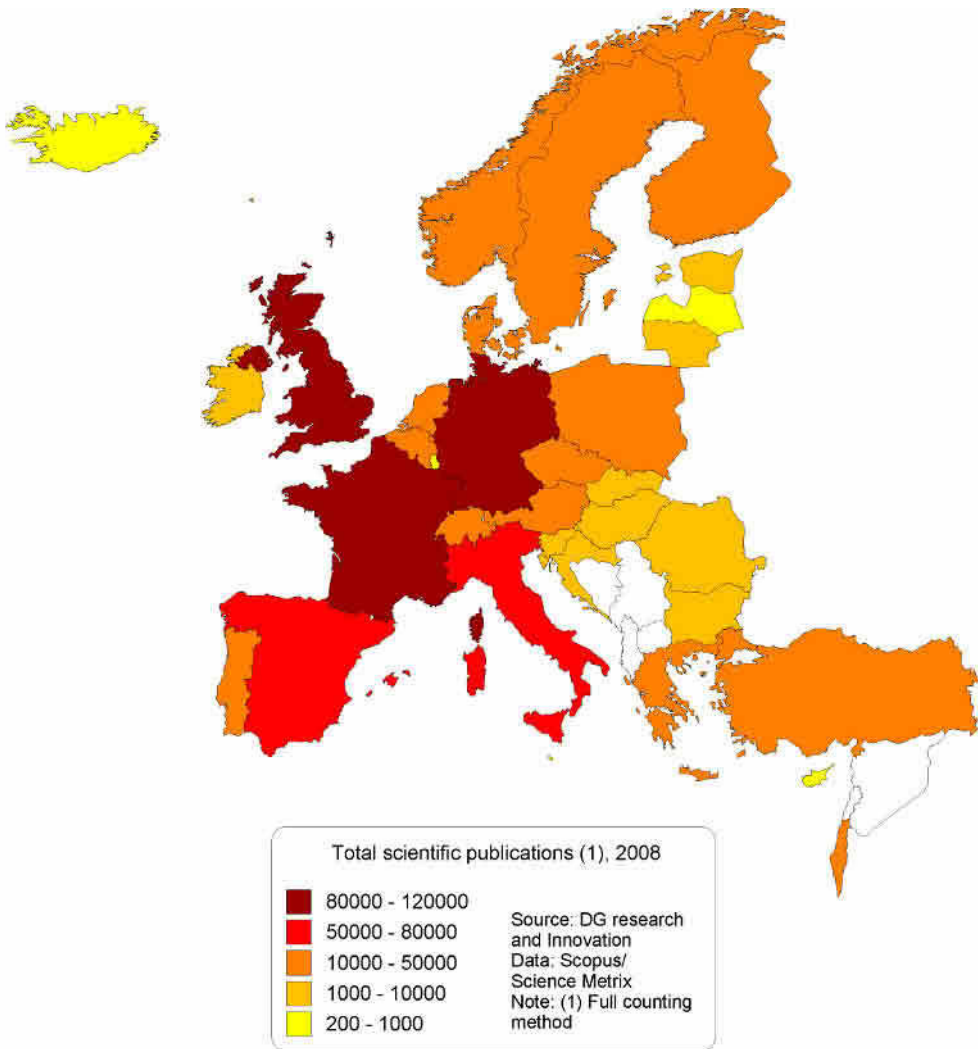 Total scientific publications (1), 2008
80000 - 120000
50000 - 80000
10000 - 50000
1000 - 10000
200 - 1000
Source: DG research
and Innovation
Data: Scopus/
Science Metrix
Note: (1) Full counting
method